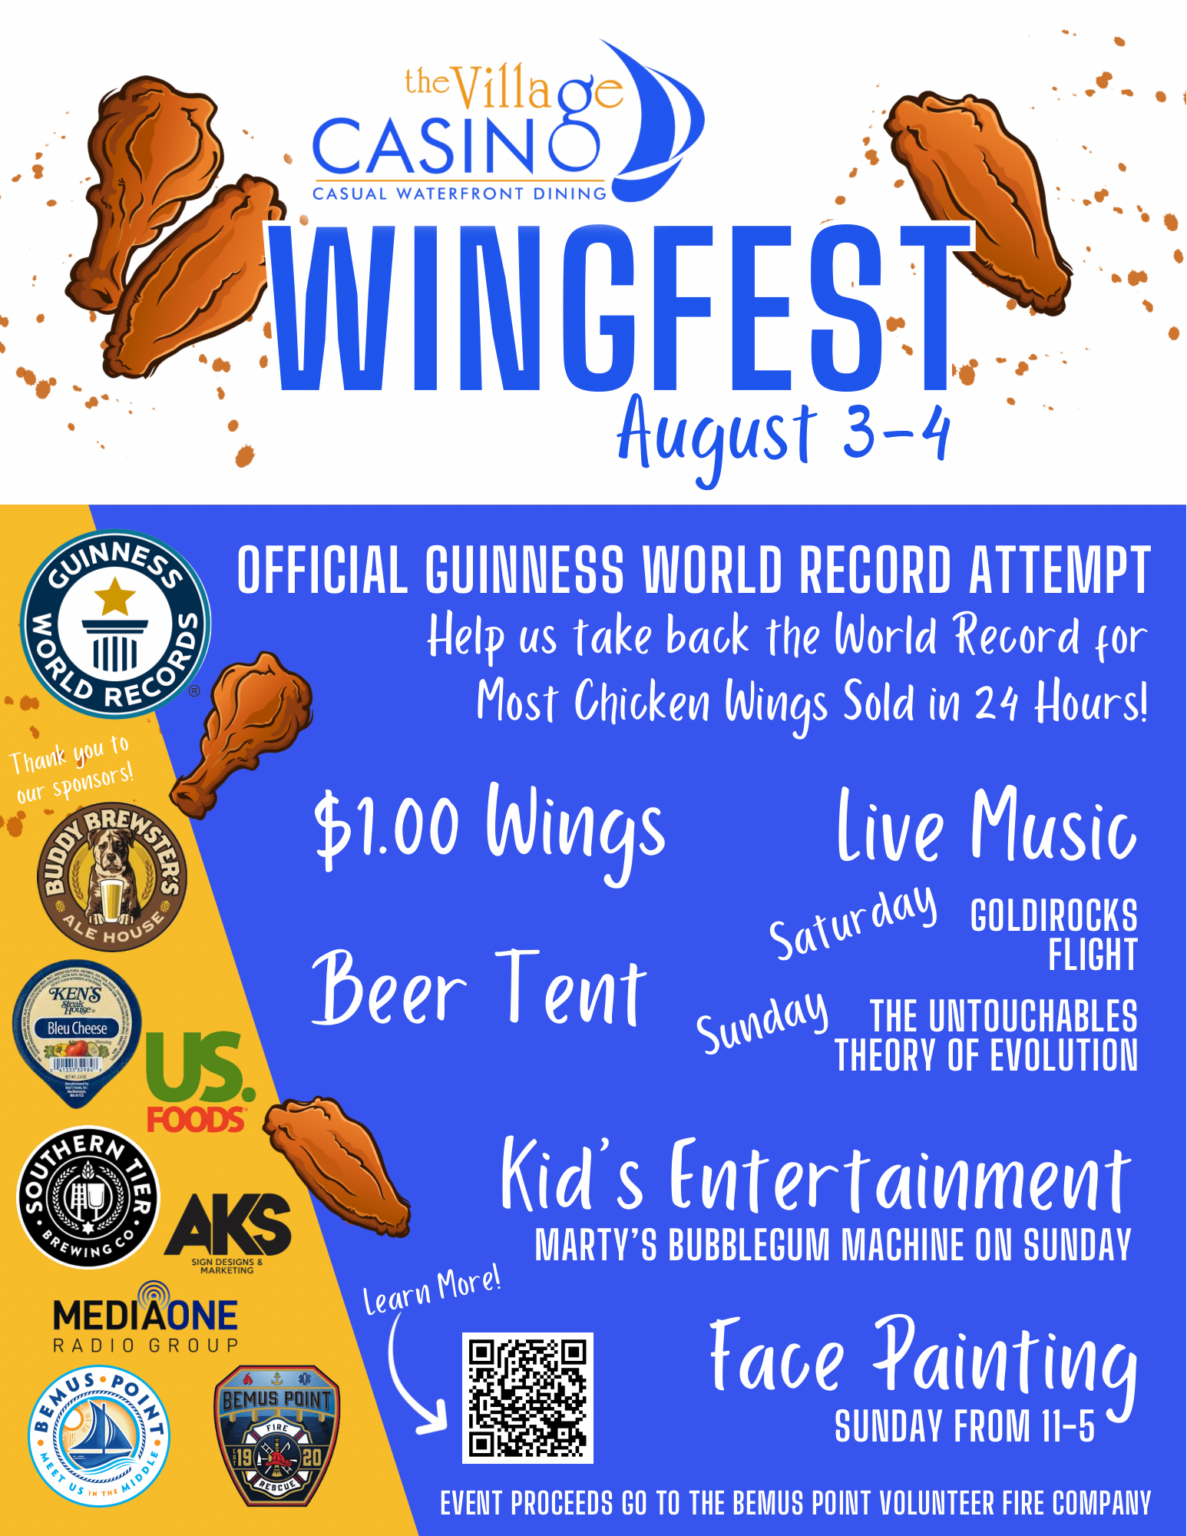 the Village
CASINO
CASUAL WATERFRONT DINING
WINGFEST
August 3-4
GUINNESS
WORLD RECORDS
®
OFFICIAL GUINNESS WORLD RECORD ATTEMPT
Help us take back the World Record for
Most Chicken Wings Sold in 24 Hours!
Thank you to
our sponsors!
BUDDY BREWSTER'S
ALE HOUSE
KEN'S
Steak
House
Bleu Cheese
US.
FOODS
SOUTHERN TIER
BREWING CO
AKS
SIGN DESIGNS &
MARKETING
MEDIAONE
RADIO GROUP
BEMUS POINT
MEET US IN THE MIDDLE
BEMUS POINT
FIRE
19 20
RESCUE
$1.00 Wings
Beer Tent
Live Music
Saturday
GOLDIROCKS
FLIGHT
Sunday
THE UNTOUCHABLES
THEORY OF EVOLUTION
Kid's Entertainment
MARTY'S BUBBLEGUM MACHINE ON SUNDAY
Learn More!
Face Painting
SUNDAY FROM 11-5
EVENT PROCEEDS GO TO THE BEMUS POINT VOLUNTEER FIRE COMPANY